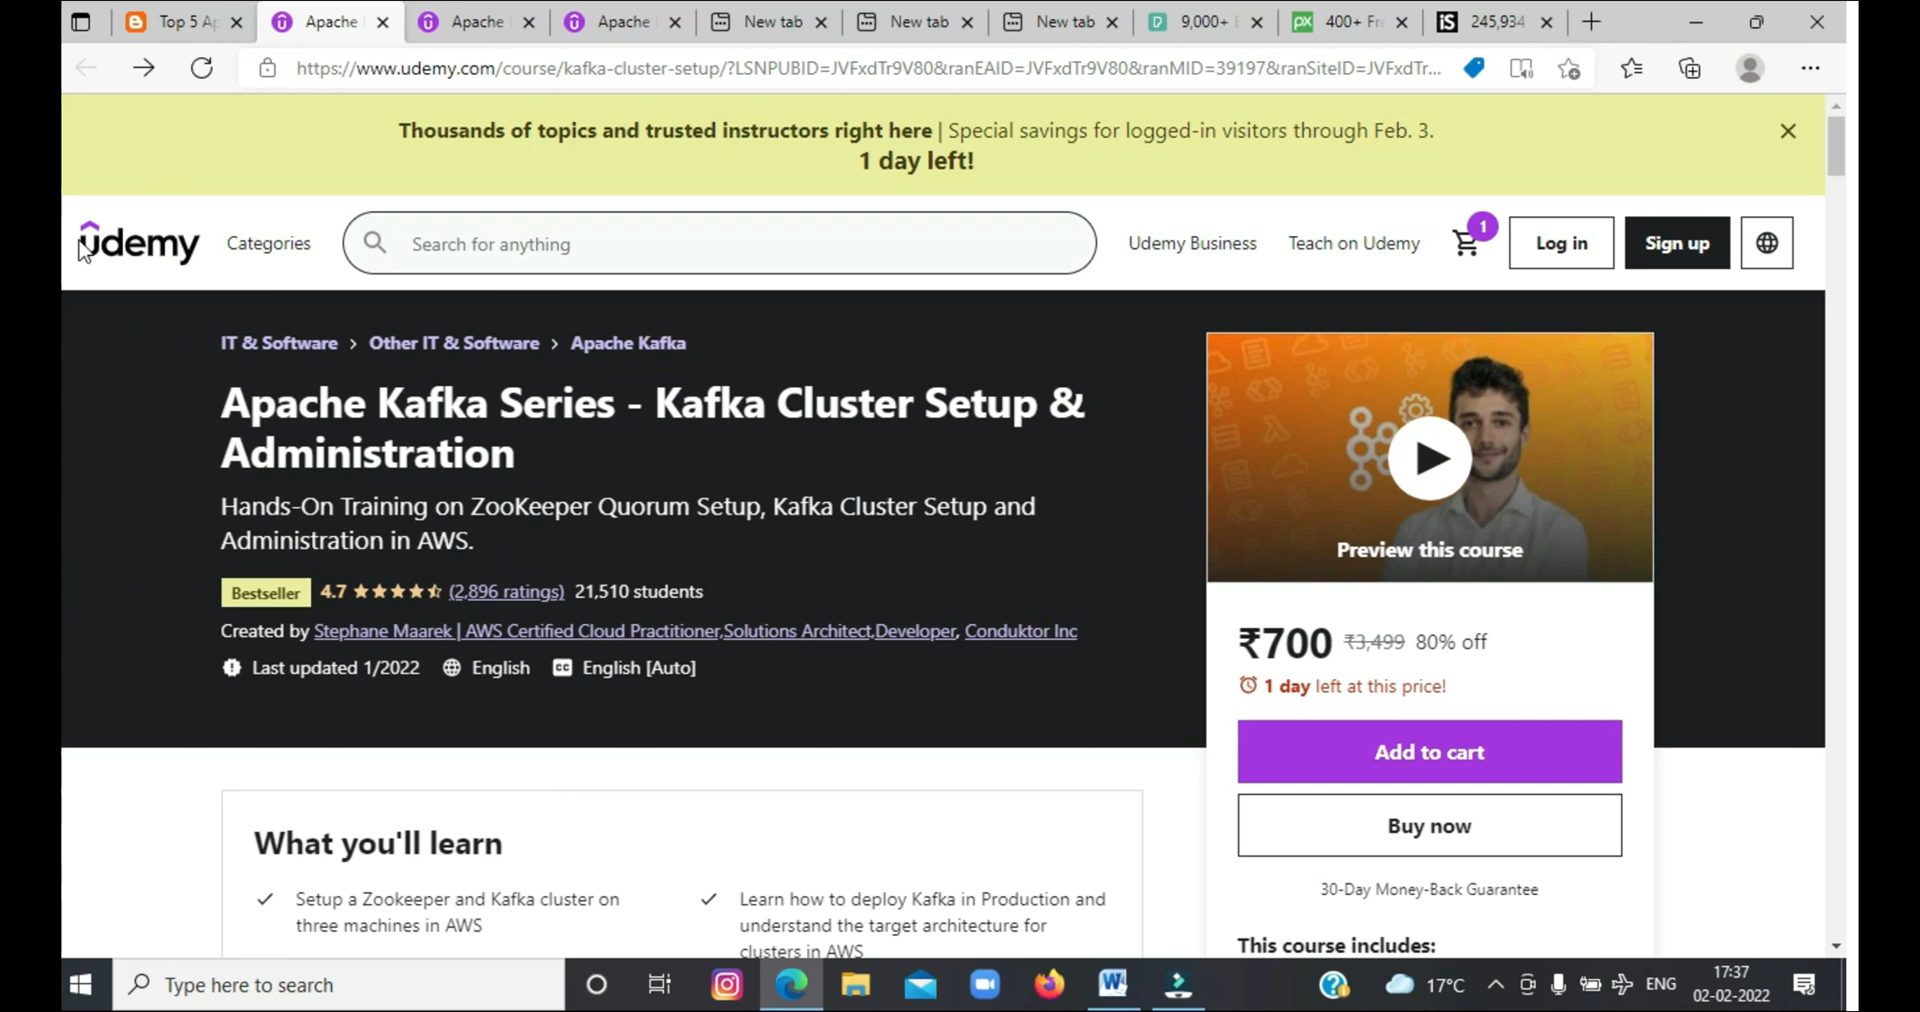 Top 5 Ap
Apache
Apache
Apache
New tab
New tab
New tab
9,000+
400+ Fr
245,934
https://www.udemy.com/course/kafka-cluster-setup/?LSNPUBID=JVFxdTr9V80&ranEAID=JVFxdTr9V80&ranMID=39197&ranSiteID=JVFxdTr...
Thousands of topics and trusted instructors right here | Special savings for logged-in visitors through Feb. 3.
1 day left!
udemy
Categories
Search for anything
Udemy Business
Teach on Udemy
1
Log in
Sign up
IT & Software > Other IT & Software > Apache Kafka
Apache Kafka Series - Kafka Cluster Setup &
Administration
Hands-On Training on ZooKeeper Quorum Setup, Kafka Cluster Setup and
Administration in AWS.
Bestseller 4.7 (2,896 ratings) 21,510 students
Created by Stephane Maarek | AWS Certified Cloud Practitioner,Solutions Architect,Developer, Conduktor Inc
Last updated 1/2022 English CC English [Auto]
Preview this course
₹700 ₹3,499 80% off
1 day left at this price!
Add to cart
Buy now
30-Day Money-Back Guarantee
This course includes:
What you'll learn
Setup a Zookeeper and Kafka cluster on
three machines in AWS
Learn how to deploy Kafka in Production and
understand the target architecture for
clusters in AWS
Type here to search
17°C
ENG
17:37
02-02-2022